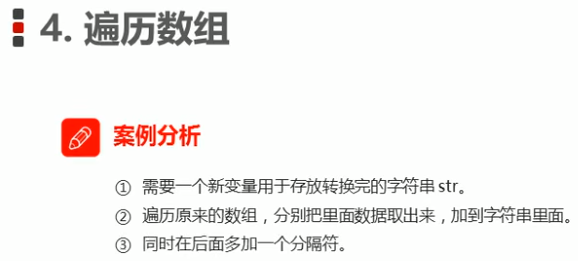 4. 遍历数组
案例分析
① 需要一个新变量用于存放转换完的字符串 str。
② 遍历原来的数组，分别把里面数据取出来，加到字符串里面。
③ 同时在后面多加一个分隔符。